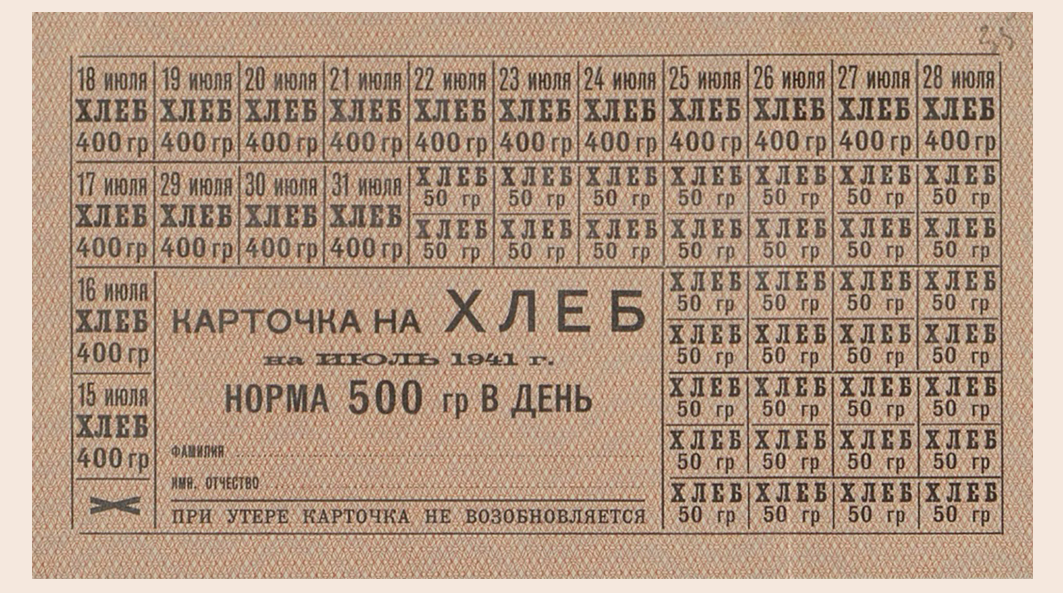 18 июля 19 июля 20 июля 21 июля 22 июля 23 июля 24 июля 25 июля 26 июля 27 июля 28 июля
ХЛЕБ ХЛЕБ ХЛЕБ ХЛЕБ ХЛЕБ ХЛЕБ ХЛЕБ ХЛЕБ ХЛЕБ ХЛЕБ ХЛЕБ
400 гр 400 гр 400 гр 400 гр 400 гр 400 гр 400 гр 400 гр 400 гр 400 гр 400 гр
17 июля 29 июля 30 июля 31 июля
ХЛЕБ ХЛЕБ ХЛЕБ ХЛЕБ
400 гр 400 гр 400 гр 400 гр
ХЛЕБ ХЛЕБ ХЛЕБ ХЛЕБ ХЛЕБ ХЛЕБ ХЛЕБ
50 гр 50 гр 50 гр 50 гр 50 гр 50 гр 50 гр
ХЛЕБ ХЛЕБ ХЛЕБ ХЛЕБ ХЛЕБ ХЛЕБ ХЛЕБ
50 гр 50 гр 50 гр 50 гр 50 гр 50 гр 50 гр
16 июля
ХЛЕБ
400 гр
15 июля
ХЛЕБ
400 гр
КАРТОЧКА НА ХЛЕБ
на ИЮЛЬ 1941 г.
НОРМА 500 гр В ДЕНЬ
ФАМИЛИЯ
ИМЯ, ОТЧЕСТВО
ПРИ УТЕРЕ КАРТОЧКА НЕ ВОЗОБНОВЛЯЕТСЯ
ХЛЕБ ХЛЕБ ХЛЕБ ХЛЕБ
50 гр 50 гр 50 гр 50 гр
ХЛЕБ ХЛЕБ ХЛЕБ ХЛЕБ
50 гр 50 гр 50 гр 50 гр
ХЛЕБ ХЛЕБ ХЛЕБ ХЛЕБ
50 гр 50 гр 50 гр 50 гр
ХЛЕБ ХЛЕБ ХЛЕБ ХЛЕБ
50 гр 50 гр 50 гр 50 гр
ХЛЕБ ХЛЕБ ХЛЕБ ХЛЕБ
50 гр 50 гр 50 гр 50 гр